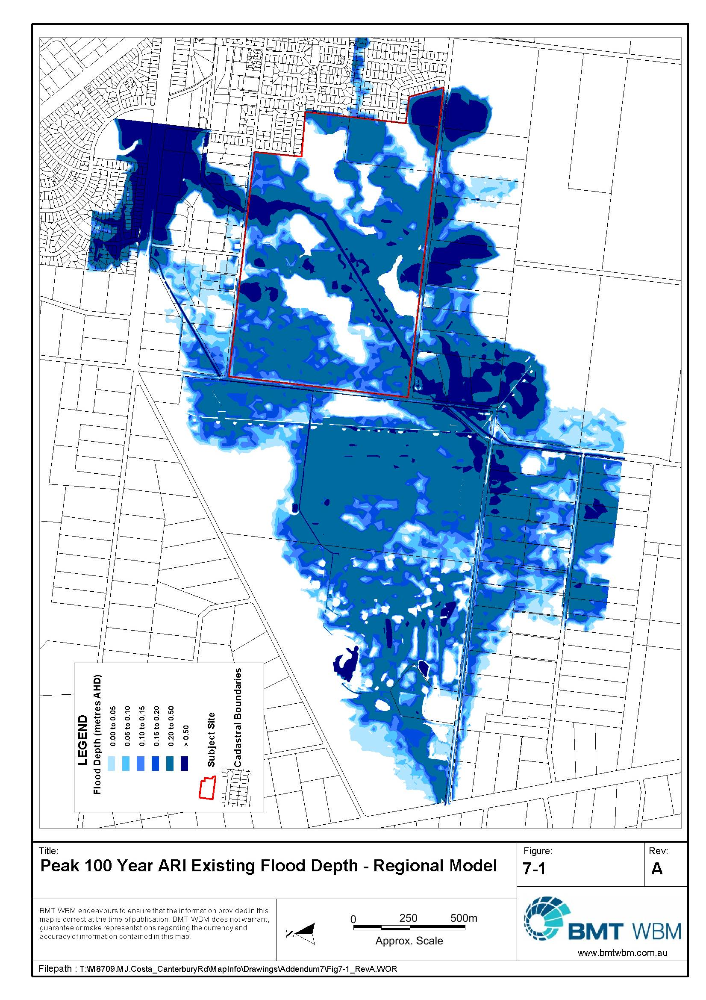 LEGEND
Flood Depth (metres AHD)
0.00 to 0.05
0.05 to 0.10
0.10 to 0.15
0.15 to 0.20
0.20 to 0.50
> 0.50
Subject Site
Cadastral Boundaries
Title:
Peak 100 Year ARI Existing Flood Depth - Regional Model
Figure:
7-1
Rev:
A
BMT WBM endeavours to ensure that the information provided in this
map is correct at the time of publication. BMT WBM does not warrant,
guarantee or make representations regarding the currency and
accuracy of information contained in this map.
N
0 250 500m
Approx. Scale
BMT WBM
www.bmtwbm.com.au
Filepath : T:\M8709.MJ.Costa_CanterburyRd\MapInfo\Drawings\Addendum7\Fig7-1_RevA.WOR